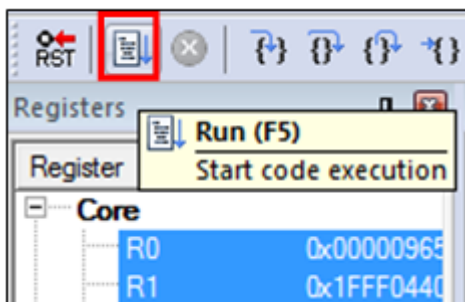 RST
{} {} {} {}
Registers
Run (F5)
Start code execution
Register
Core
R0 0x00000965
R1 0x1FFF0440